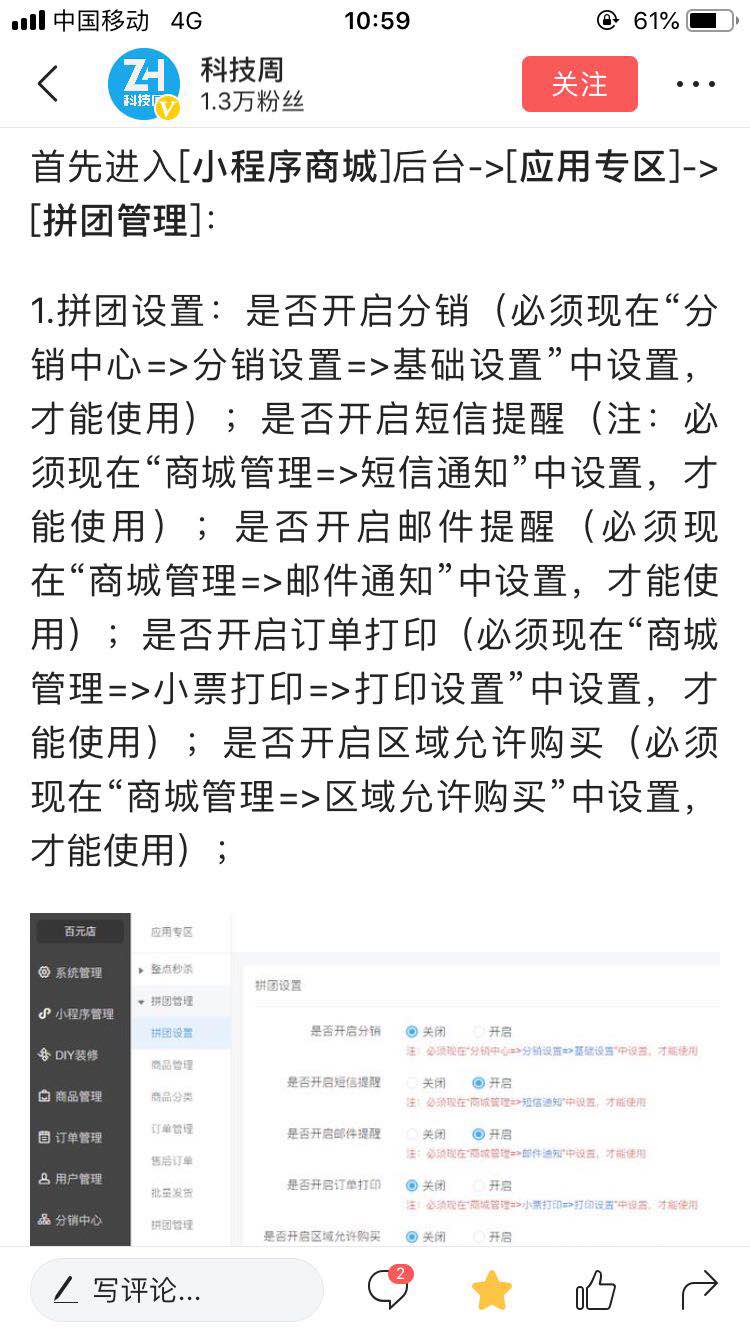 中国移动 4G 10:59 61%
ZH
科技周
科技周
V
1.3万粉丝
关注
首先进入[小程序商城]后台->[应用专区]->
[拼团管理]：
1.拼团设置：是否开启分销（必须现在“分
销中心=>分销设置=>基础设置”中设置，
才能使用）；是否开启短信提醒（注：必
须现在“商城管理=>短信通知”中设置，才
能使用）；是否开启邮件提醒（必须现
在“商城管理=>邮件通知”中设置，才能使
用）；是否开启订单打印（必须现在“商城
管理=>小票打印=>打印设置”中设置，才
能使用）；是否开启区域允许购买（必须
现在“商城管理=>区域允许购买”中设置，
才能使用）；
百元店
系统管理
小程序管理
DIY装修
商品管理
订单管理
用户管理
分销中心
应用专区
整点秒杀
拼团管理
拼团设置
商品管理
商品分类
订单管理
售后订单
批量发货
拼团管理
拼团设置
是否开启分销 关闭 开启
注：必须现在“分销中心=>分销设置=>基础设置”中设置，才能使用
是否开启短信提醒 关闭 开启
注：必须现在“商城管理=>短信通知”中设置，才能使用
是否开启邮件提醒 关闭 开启
注：必须现在“商城管理=>邮件通知”中设置，才能使用
是否开启订单打印 关闭 开启
注：必须现在“商城管理=>小票打印=>打印设置”中设置，才能使用
是否开启区域允许购买 关闭 开启
写评论...
2